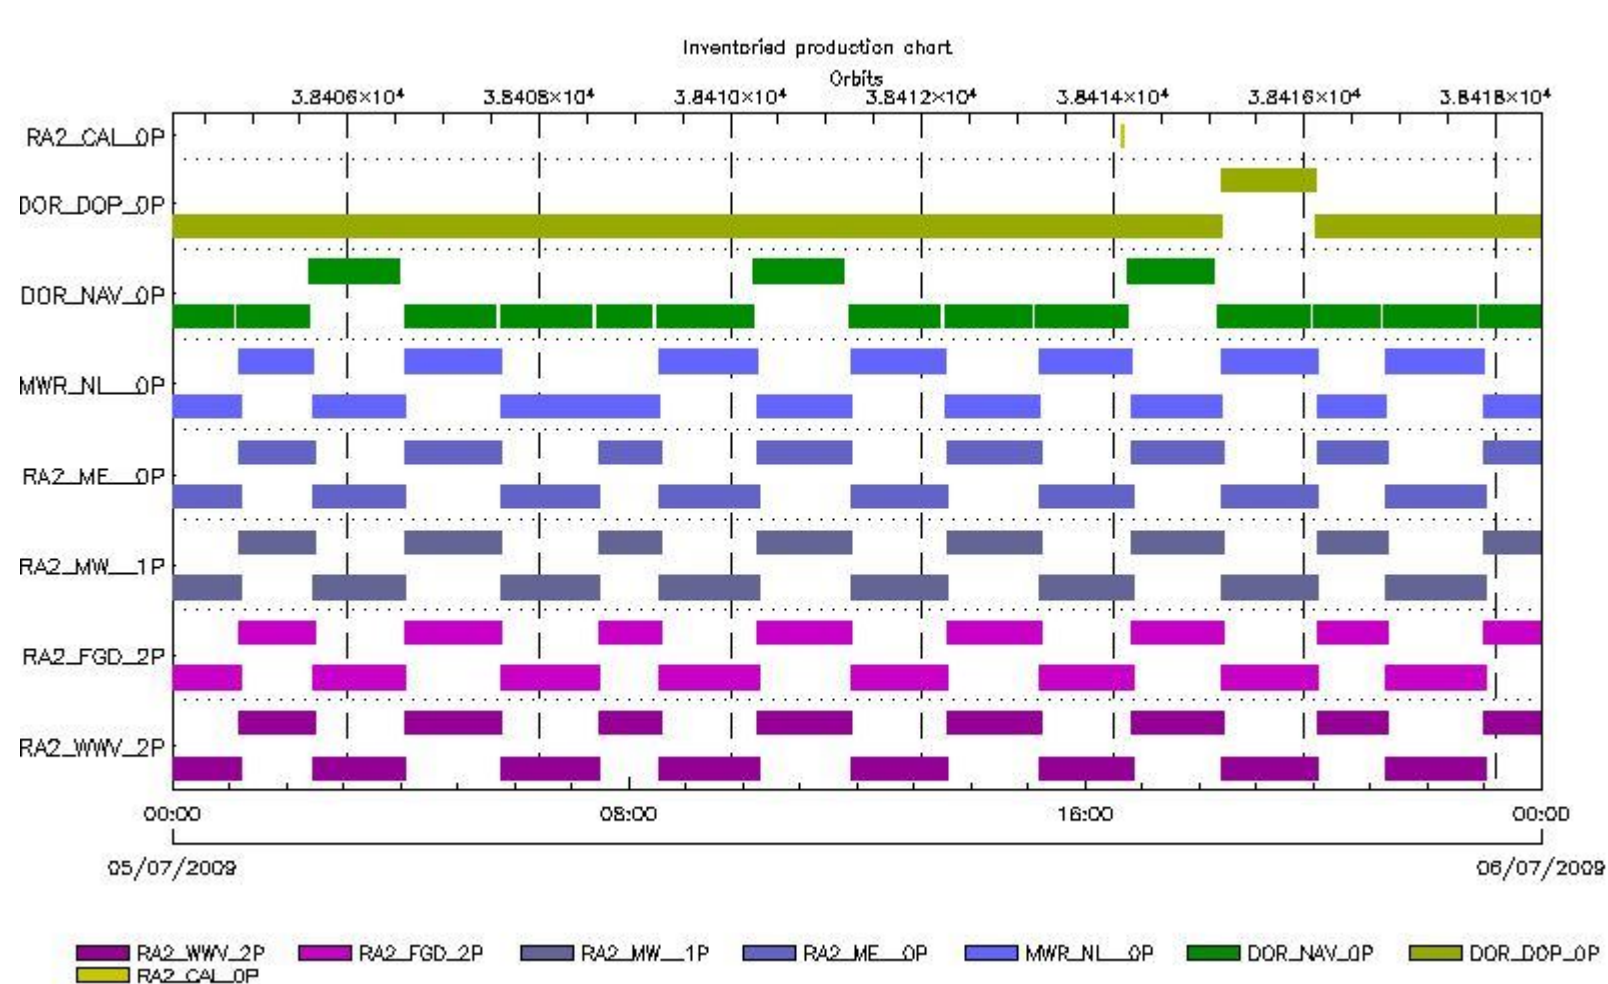 Inventoried production chart
Orbits
3.8406×10⁴ 3.8408×10⁴ 3.8410×10⁴ 3.8412×10⁴ 3.8414×10⁴ 3.8416×10⁴ 3.8418×10⁴
RA2_CAL_0P
DOR_DOP_0P
DOR_NAV_0P
MWR_NL__0P
RA2_ME__0P
RA2_MW__1P
RA2_FGD_2P
RA2_WWV_2P
00:00 08:00 16:00 00:00
05/07/2009 06/07/2009
RA2_WWV_2P RA2_FGD_2P RA2_MW__1P RA2_ME__0P MWR_NL__0P DOR_NAV_0P DOR_DOP_0P
RA2_CAL_0P